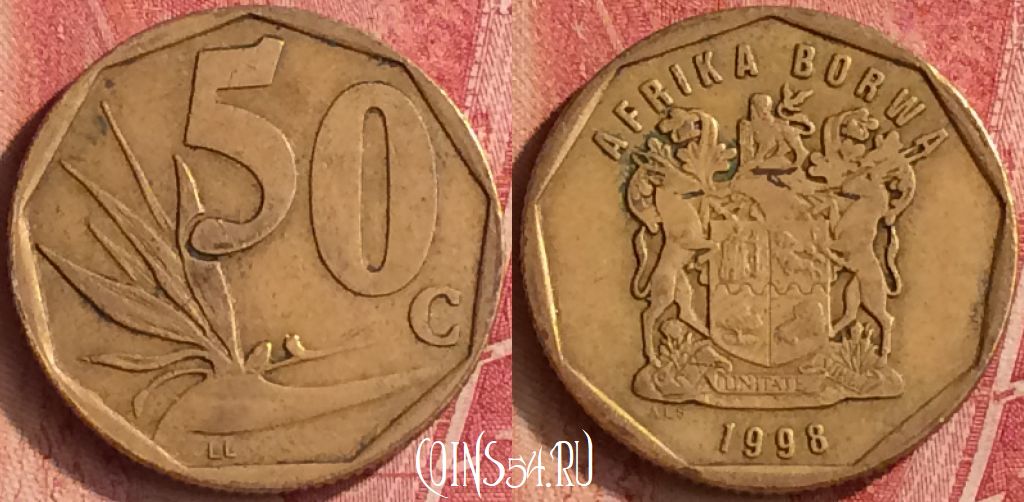 50
C
LL
AFRIKA BORWA
UNITATE
ALS
1998
COINS54.RU